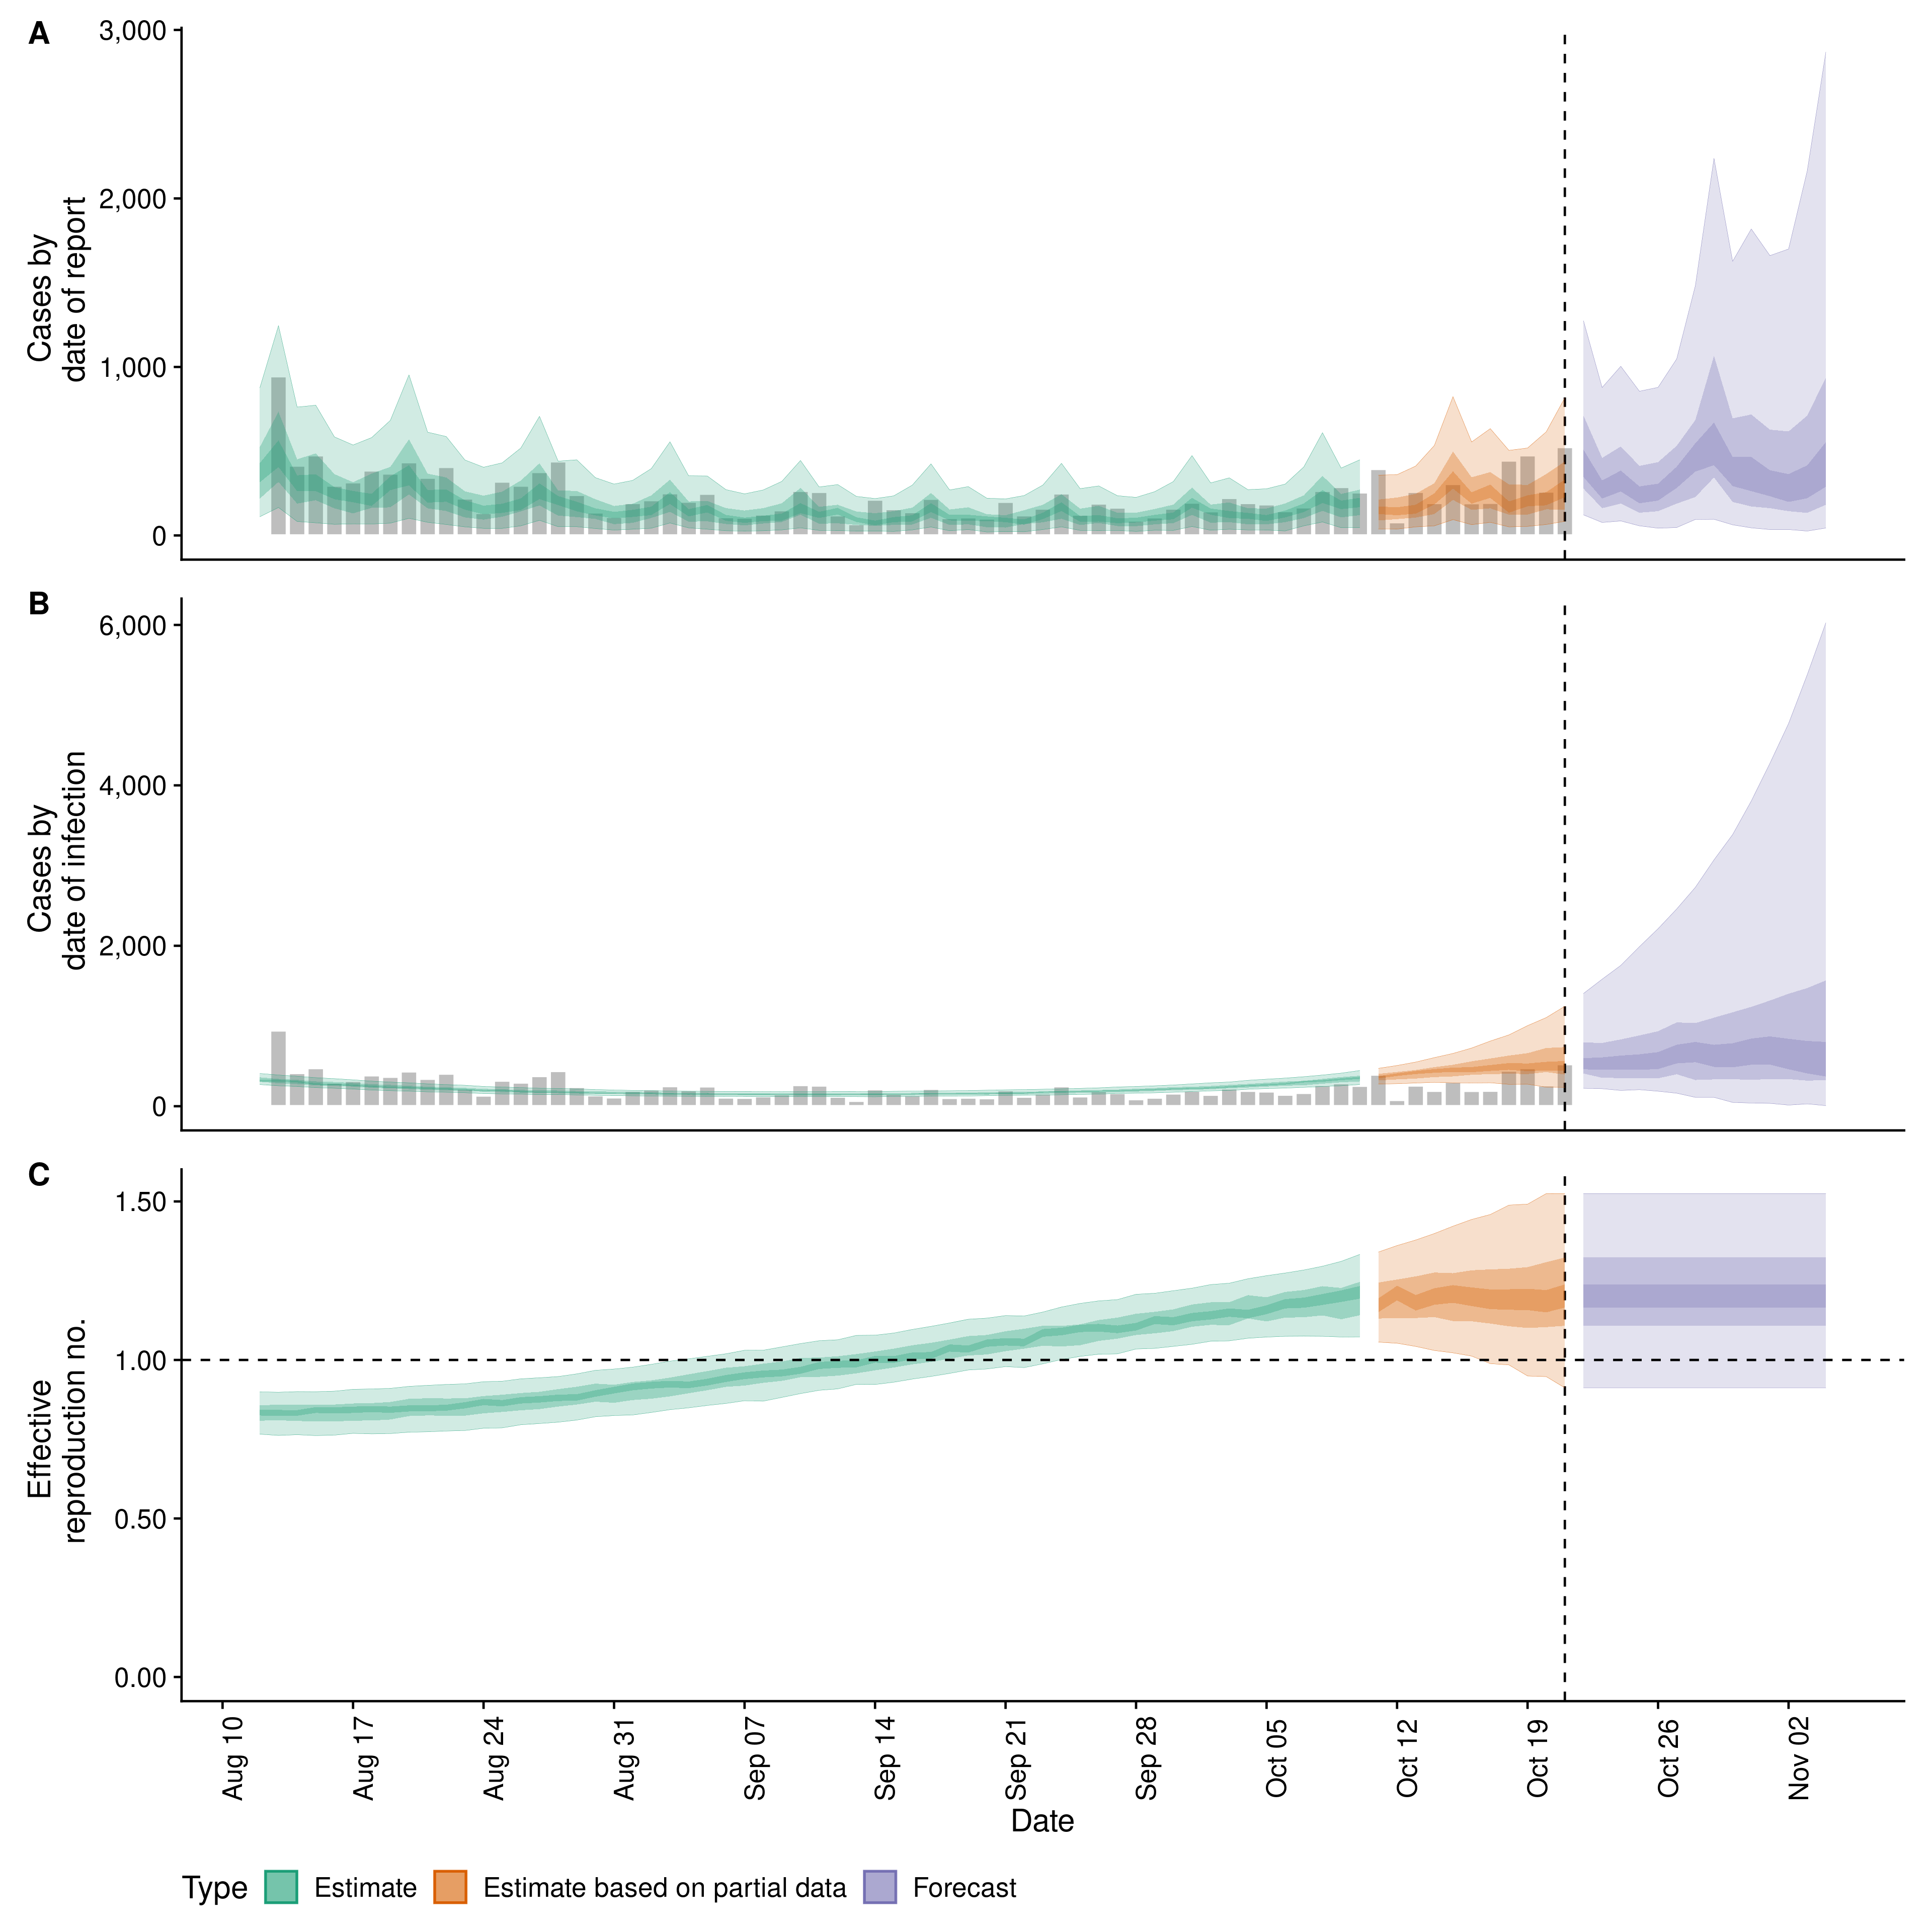 A
3,000
2,000
1,000
0
Cases by
date of report
B
6,000
4,000
2,000
0
Cases by
date of infection
C
1.50
1.00
0.50
0.00
Effective
reproduction no.
Aug 10
Aug 17
Aug 24
Aug 31
Sep 07
Sep 14
Sep 21
Sep 28
Oct 05
Oct 12
Oct 19
Oct 26
Nov 02
Date
Type Estimate Estimate based on partial data Forecast